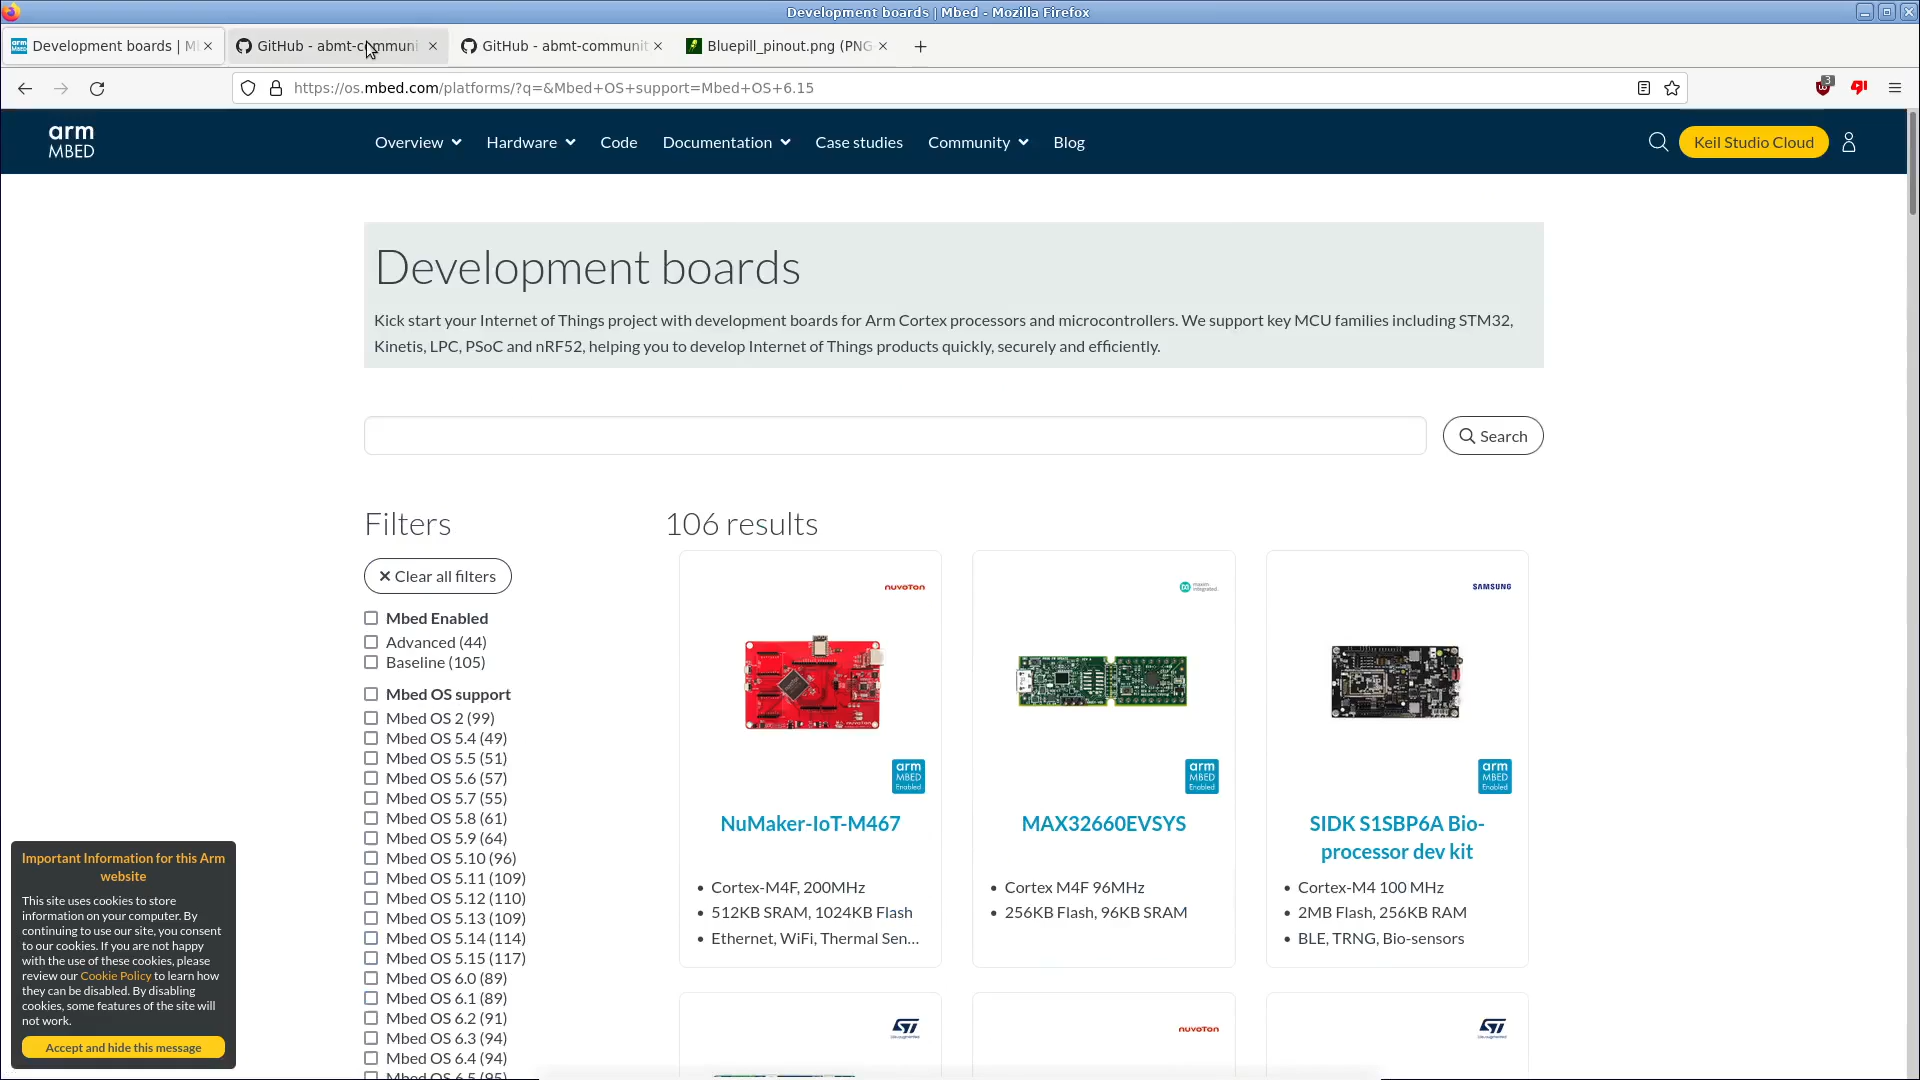 Development boards | Mbed - Mozilla Firefox
Development boards | M
GitHub - abmt-communi
GitHub - abmt-communit
Bluepill_pinout.png (PNG
https://os.mbed.com/platforms/?q=&Mbed+OS+support=Mbed+OS+6.15
3
arm
MBED
Overview
Hardware
Code
Documentation
Case studies
Community
Blog
Keil Studio Cloud
Development boards
Kick start your Internet of Things project with development boards for Arm Cortex processors and microcontrollers. We support key MCU families including STM32,
Kinetis, LPC, PSoC and nRF52, helping you to develop Internet of Things products quickly, securely and efficiently.
Search
Filters
Clear all filters
Mbed Enabled
Advanced (44)
Baseline (105)
Mbed OS support
Mbed OS 2 (99)
Mbed OS 5.4 (49)
Mbed OS 5.5 (51)
Mbed OS 5.6 (57)
Mbed OS 5.7 (55)
Mbed OS 5.8 (61)
Mbed OS 5.9 (64)
Mbed OS 5.10 (96)
Mbed OS 5.11 (109)
Mbed OS 5.12 (110)
Mbed OS 5.13 (109)
Mbed OS 5.14 (114)
Mbed OS 5.15 (117)
Mbed OS 6.0 (89)
Mbed OS 6.1 (89)
Mbed OS 6.2 (91)
Mbed OS 6.3 (94)
Mbed OS 6.4 (94)
Mbed OS 6.5 (95)
106 results
nuvoton
arm
MBED
Enabled
NuMaker-IoT-M467
• Cortex-M4F, 200MHz
• 512KB SRAM, 1024KB Flash
• Ethernet, WiFi, Thermal Sen...
maxim
integrated
arm
MBED
Enabled
MAX32660EVSYS
• Cortex M4F 96MHz
• 256KB Flash, 96KB SRAM
SAMSUNG
arm
MBED
Enabled
SIDK S1SBP6A Bio-
processor dev kit
• Cortex-M4 100 MHz
• 2MB Flash, 256KB RAM
• BLE, TRNG, Bio-sensors
ST
nuvoton
ST
Important Information for this Arm
website
This site uses cookies to store
information on your computer. By
continuing to use our site, you consent
to our cookies. If you are not happy
with the use of these cookies, please
review our Cookie Policy to learn how
they can be disabled. By disabling
cookies, some features of the site will
not work.
Accept and hide this message